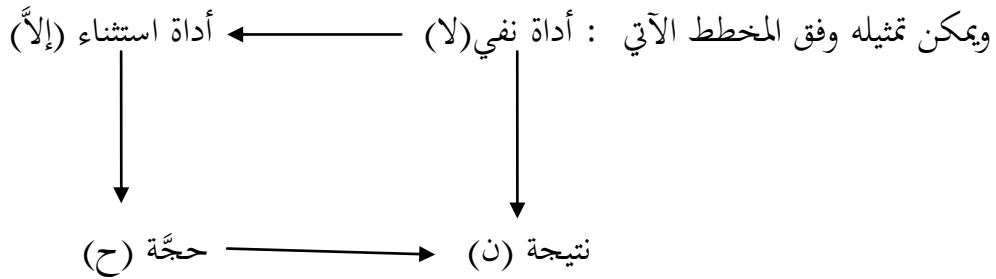 ويمكن تمثيله وفق المخطط الآتي : أداة نفي(لا) أداة استثناء (إلاَّ)
نتيجة (ن) حجَّة (ح)